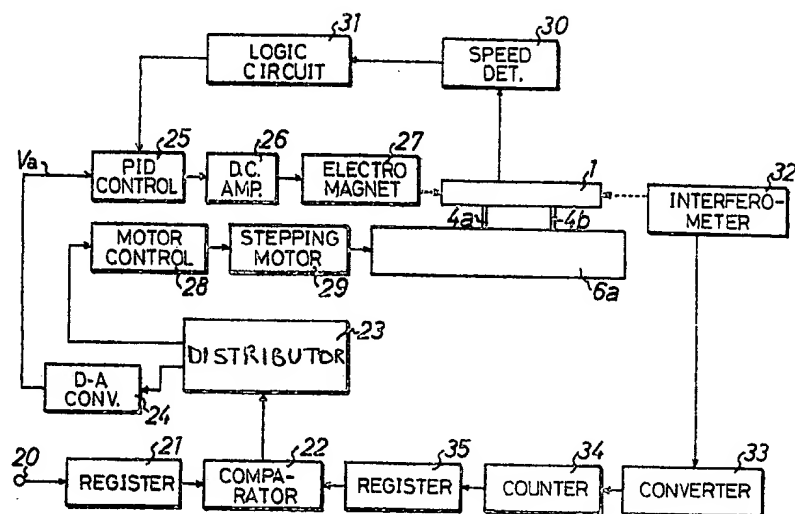 31
LOGIC
CIRCUIT
30
SPEED
DET.
Va
25
PID
CONTROL
26
D.C.
AMP.
27
ELECTRO
MAGNET
1
32
INTERFERO-
METER
4a
4b
MOTOR
CONTROL
28
STEPPING
MOTOR
29
6a
23
DISTRIBUTOR
D-A
CONV.
24
20
21
REGISTER
22
COMPA-
RATOR
35
REGISTER
34
COUNTER
33
CONVERTER